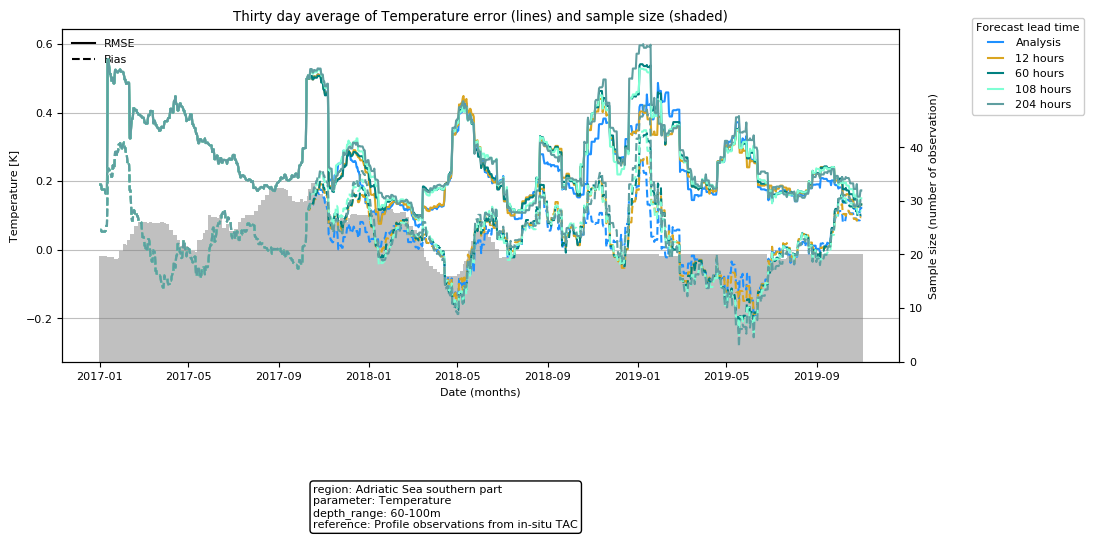 Thirty day average of Temperature error (lines) and sample size (shaded)
RMSE
Bias
Forecast lead time
Analysis
12 hours
60 hours
108 hours
204 hours
Temperature [K]
0.6
0.4
0.2
0.0
−0.2
Sample size (number of observation)
40
30
20
10
0
2017-01
2017-05
2017-09
2018-01
2018-05
2018-09
2019-01
2019-05
2019-09
Date (months)
region: Adriatic Sea southern part
parameter: Temperature
depth_range: 60-100m
reference: Profile observations from in-situ TAC